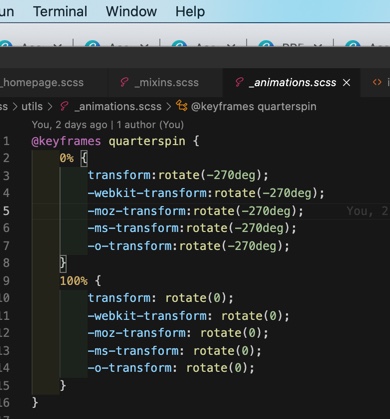 un Terminal Window Help
_homepage.scss _mixins.scss _animations.scss ×
ss > utils > _animations.scss > @keyframes quarterspin
You, 2 days ago | 1 author (You)
1 @keyframes quarterspin {
2 0% {
3 transform:rotate(-270deg);
4 -webkit-transform:rotate(-270deg);
5 -moz-transform:rotate(-270deg); You, 2
6 -ms-transform:rotate(-270deg);
7 -o-transform:rotate(-270deg);
8 }
9 100% {
10 transform: rotate(0);
11 -webkit-transform: rotate(0);
12 -moz-transform: rotate(0);
13 -ms-transform: rotate(0);
14 -o-transform: rotate(0);
15 }
16 }